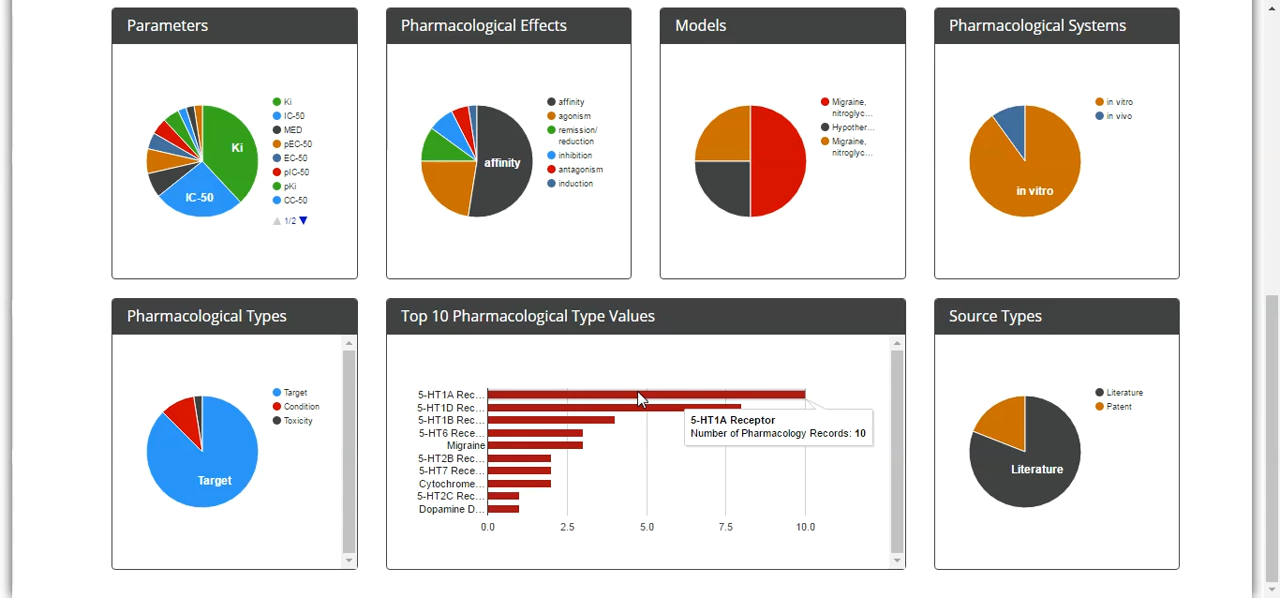 Parameters
Ki
IC-50
Ki
IC-50
MED
pEC-50
EC-50
pIC-50
pKi
CC-50
1/2
Pharmacological Effects
affinity
affinity
agonism
remission/
reduction
inhibition
antagonism
induction
Models
Migraine,
nitroglyc...
Hypother...
Migraine,
nitroglyc...
Pharmacological Systems
in vitro
in vitro
in vivo
Pharmacological Types
Target
Target
Condition
Toxicity
Top 10 Pharmacological Type Values
5-HT1A Rec...
5-HT1D Rec...
5-HT1B Rec...
5-HT6 Rece...
Migraine
5-HT2B Rec...
5-HT7 Rece...
Cytochrome...
5-HT2C Rec...
Dopamine D...
5-HT1A Receptor
Number of Pharmacology Records: 10
0.0 2.5 5.0 7.5 10.0
Source Types
Literature
Literature
Patent